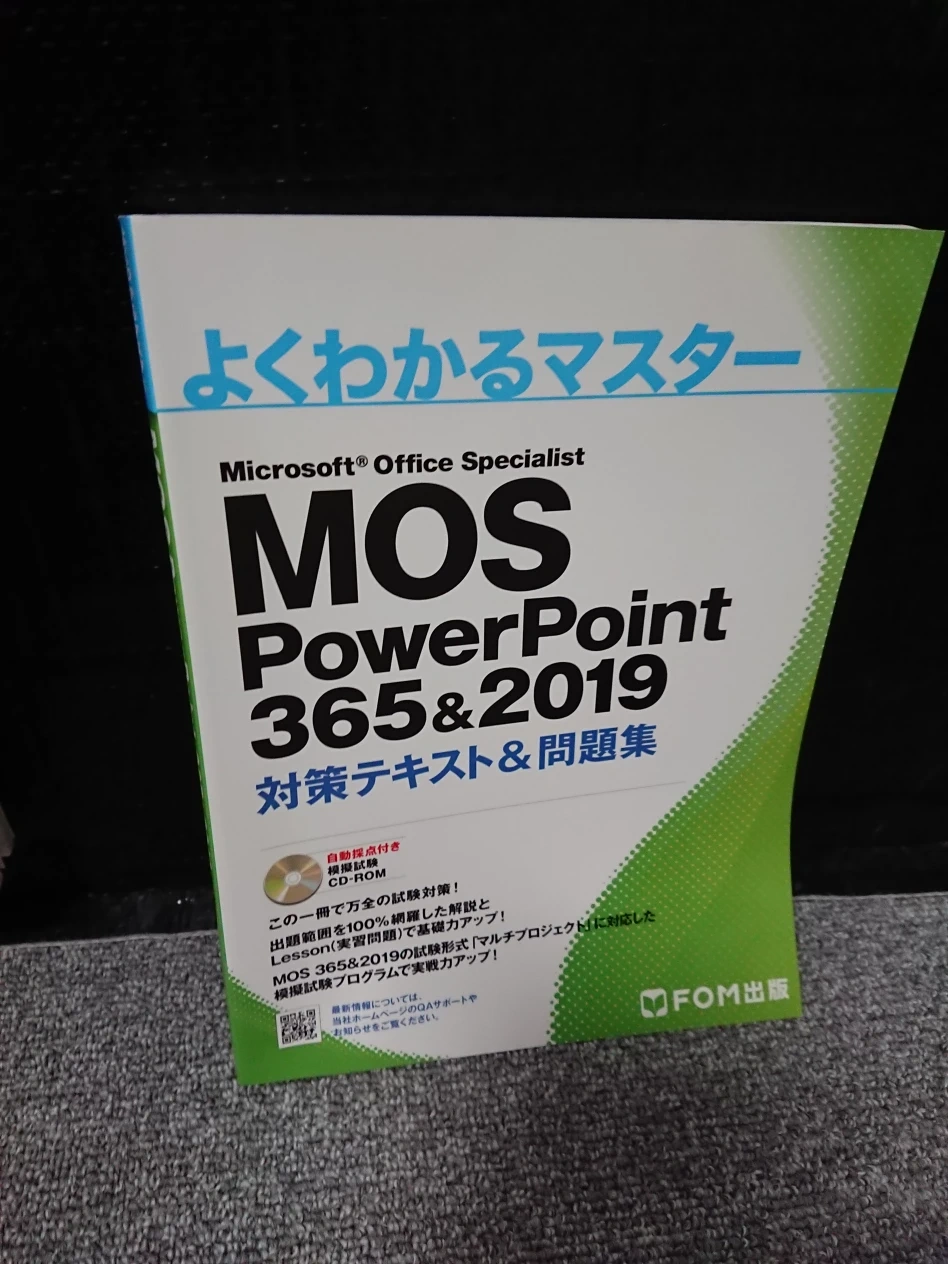 よくわかるマスター
Microsoft® Office Specialist
MOS
PowerPoint
365&2019
対策テキスト&問題集
自動採点付き
模擬試験
CD-ROM
この一冊で万全の試験対策!
出題範囲を100%網羅した解説と
Lesson(実習問題)で基礎力アップ!
MOS 365&2019の試験形式「マルチプロジェクト」に対応した
模擬試験プログラムで実戦力アップ!
最新情報については、
当社ホームページのQAサポートや
お知らせをご覧ください。
FOM出版